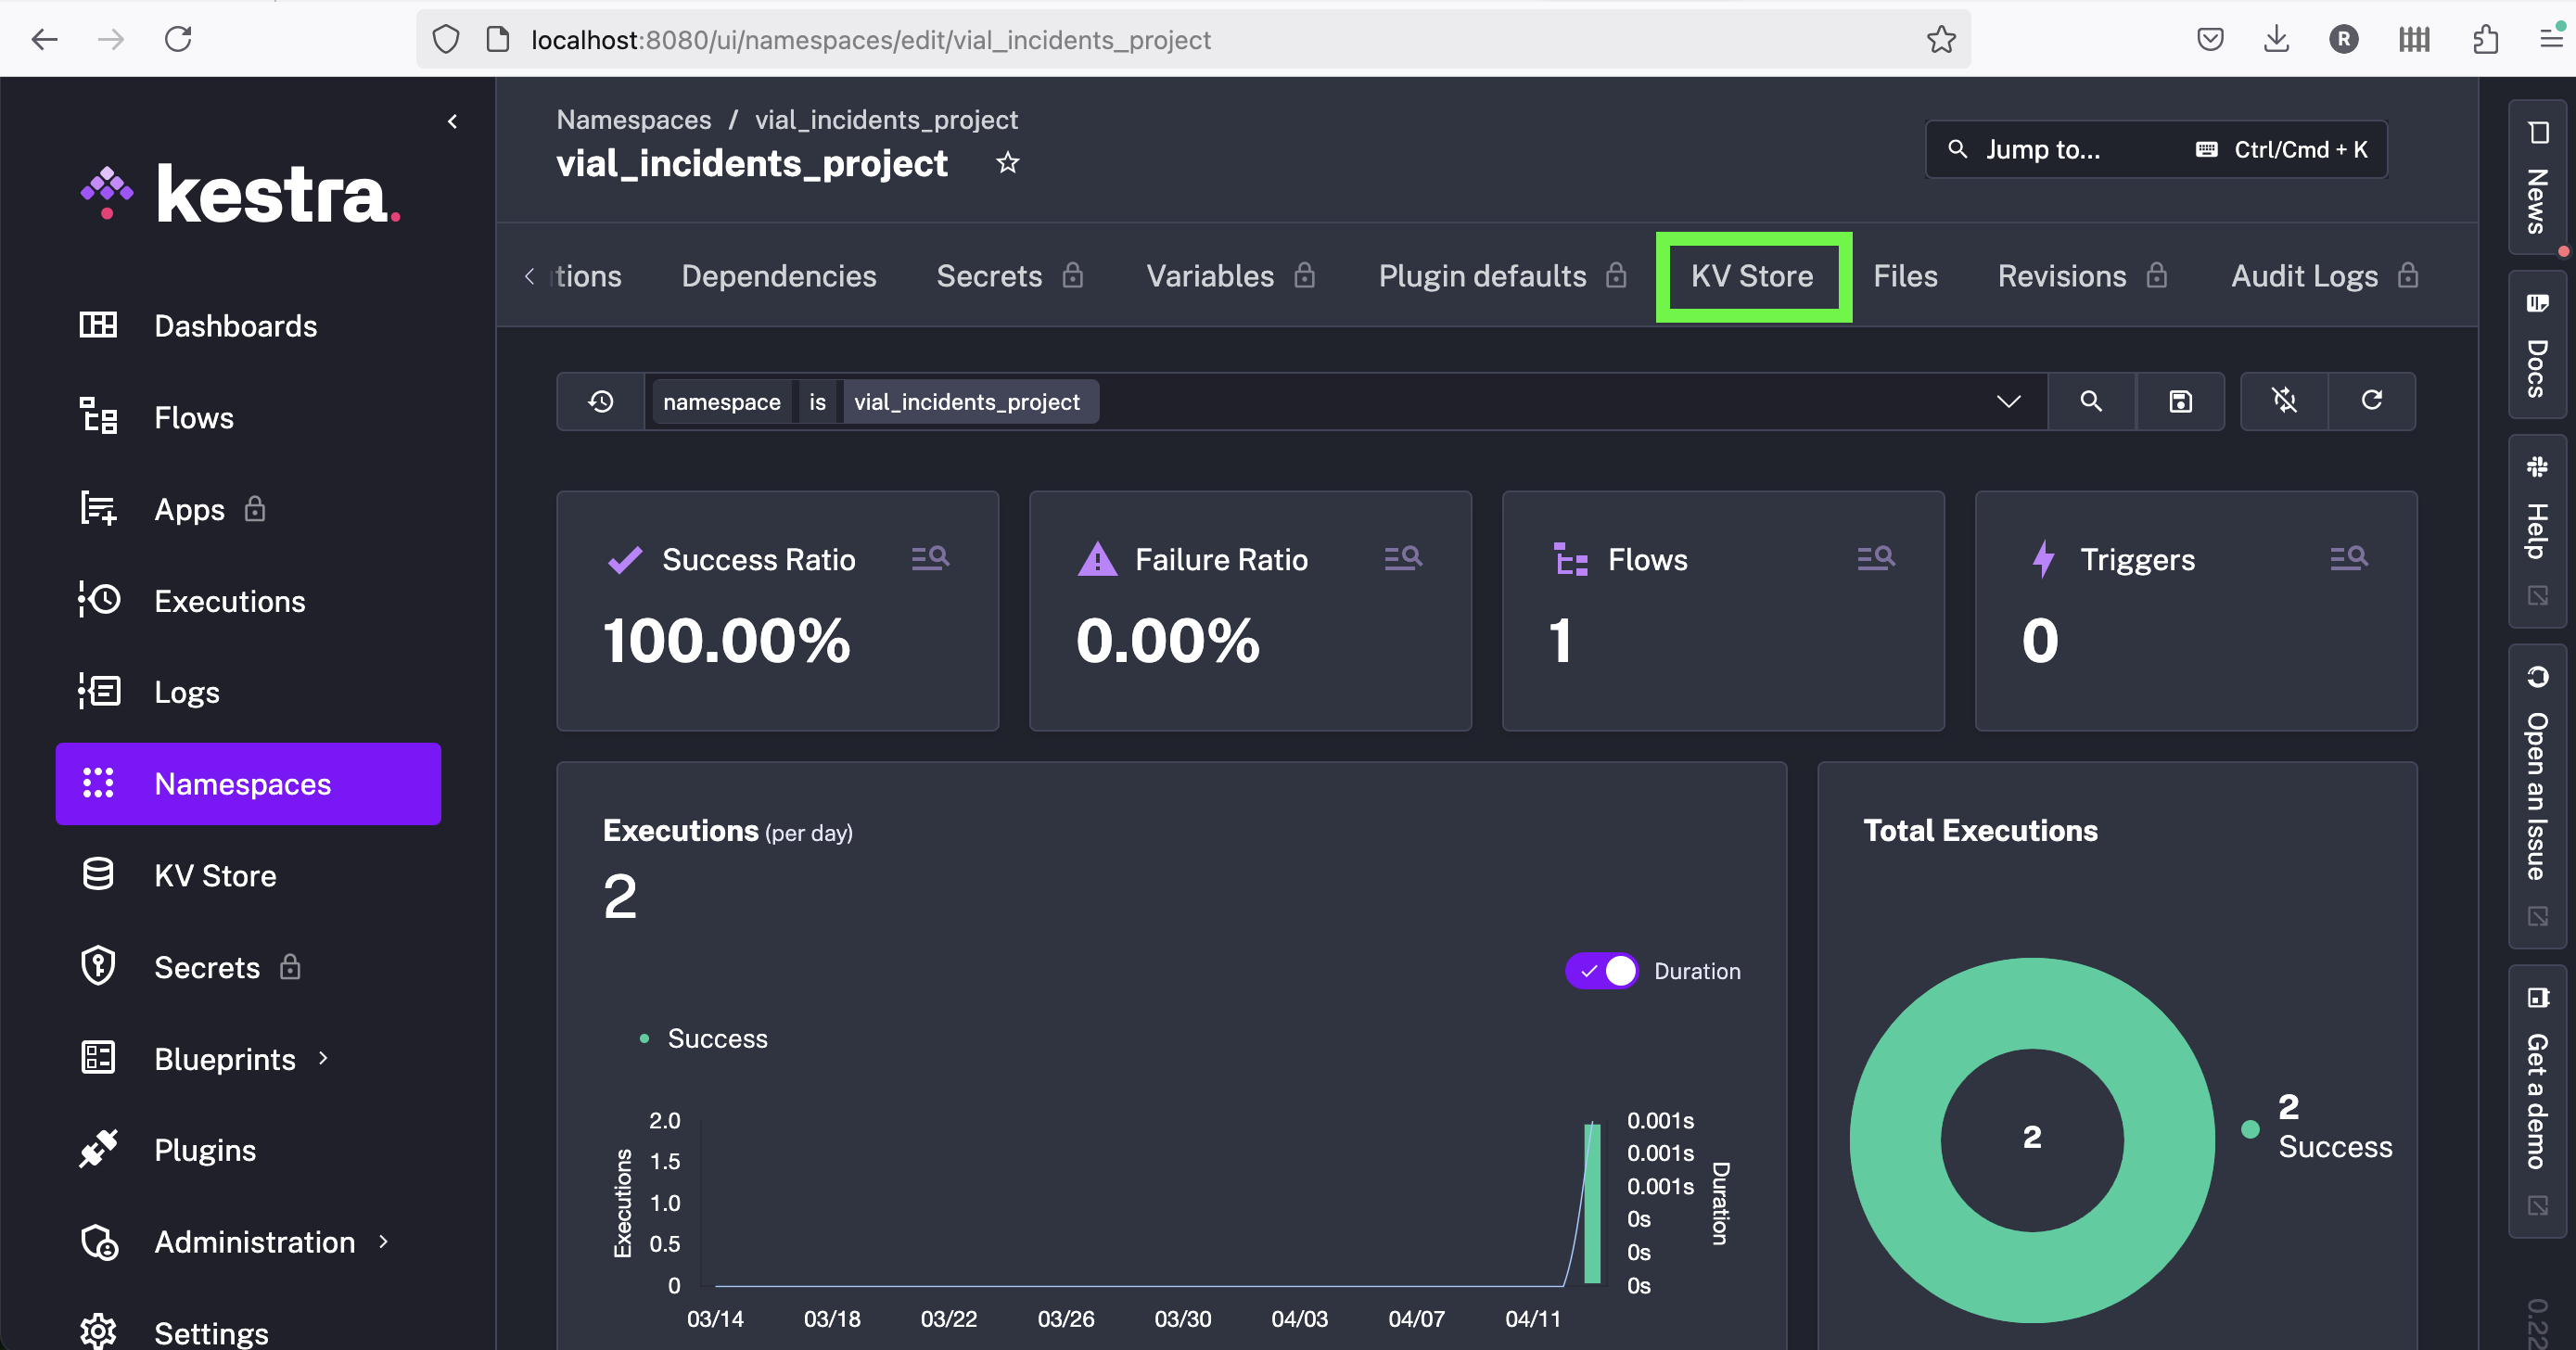 localhost:8080/ui/namespaces/edit/vial_incidents_project
R
kestra.
Dashboards
Flows
Apps
Executions
Logs
Namespaces
KV Store
Secrets
Blueprints
Plugins
Administration
Settings
Namespaces / vial_incidents_project
vial_incidents_project
Jump to... Ctrl/Cmd + K
tions Dependencies Secrets Variables Plugin defaults KV Store Files Revisions Audit Logs
namespace is vial_incidents_project
Success Ratio
100.00%
Failure Ratio
0.00%
Flows
1
Triggers
0
Executions (per day)
2
Duration
Success
Executions
2.0
1.5
1.0
0.5
0
0.001s
0.001s
0.001s
0s
0s
0s
Duration
03/14 03/18 03/22 03/26 03/30 04/03 04/07 04/11
Total Executions
2
2
Success
News
Docs
Help
Open an Issue
Get a demo
0.22